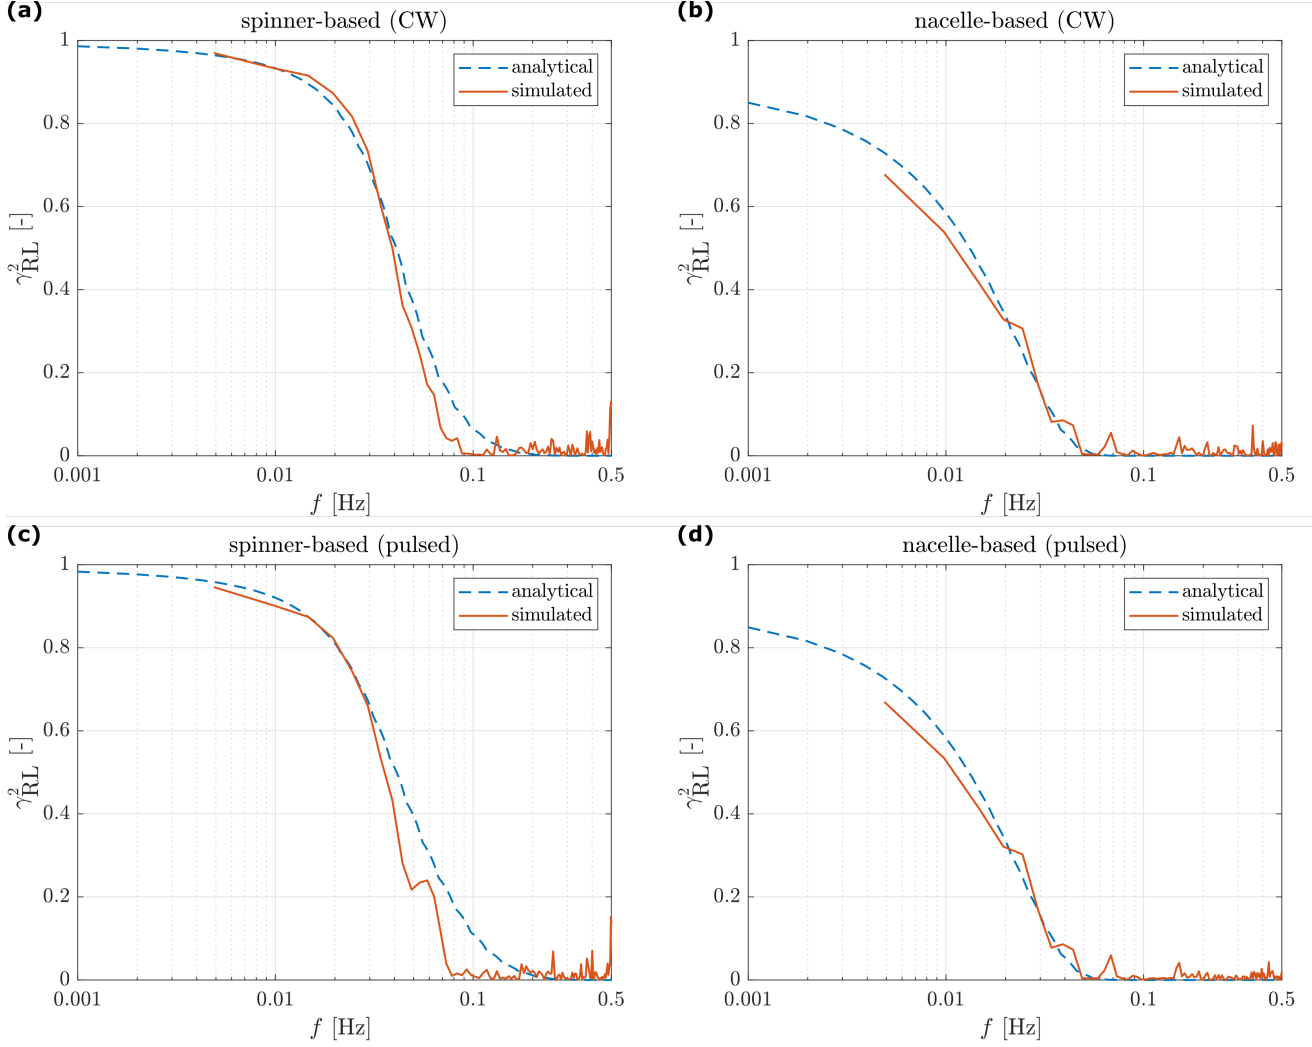 (a)
spinner-based (CW)
1
0.8
0.6
0.4
0.2
0
γ²RL [-]
analytical
simulated
0.001
0.01
0.1
0.5
f [Hz]
(b)
nacelle-based (CW)
1
0.8
0.6
0.4
0.2
0
γ²RL [-]
analytical
simulated
0.001
0.01
0.1
0.5
f [Hz]
(c)
spinner-based (pulsed)
1
0.8
0.6
0.4
0.2
0
γ²RL [-]
analytical
simulated
0.001
0.01
0.1
0.5
f [Hz]
(d)
nacelle-based (pulsed)
1
0.8
0.6
0.4
0.2
0
γ²RL [-]
analytical
simulated
0.001
0.01
0.1
0.5
f [Hz]